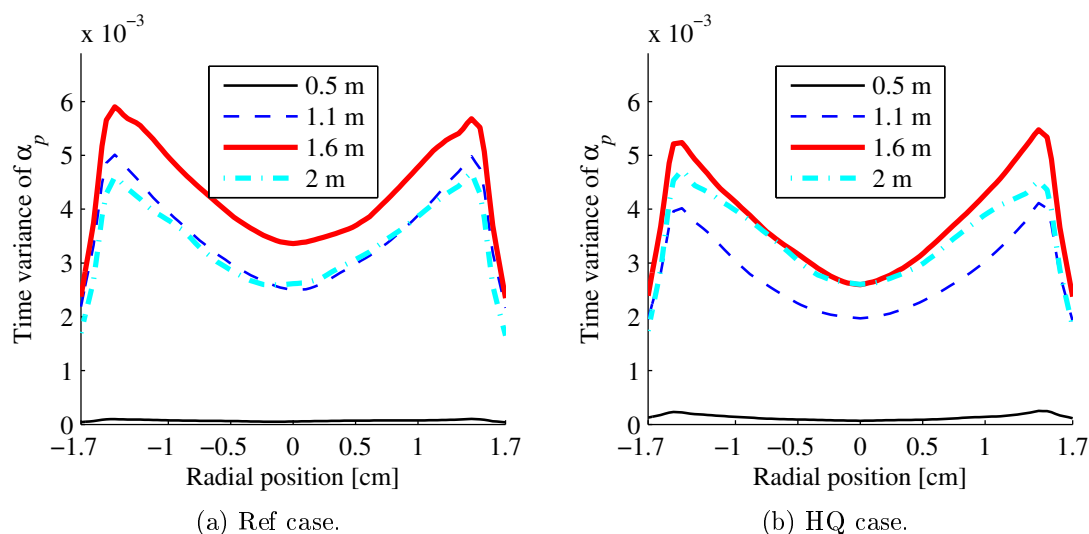 x 10⁻³
Time variance of αₚ
6
5
4
3
2
1
0
0.5 m
1.1 m
1.6 m
2 m
−1.7 −1 −0.5 0 0.5 1 1.7
Radial position [cm]
(a) Ref case.
x 10⁻³
Time variance of αₚ
6
5
4
3
2
1
0
0.5 m
1.1 m
1.6 m
2 m
−1.7 −1 −0.5 0 0.5 1 1.7
Radial position [cm]
(b) HQ case.